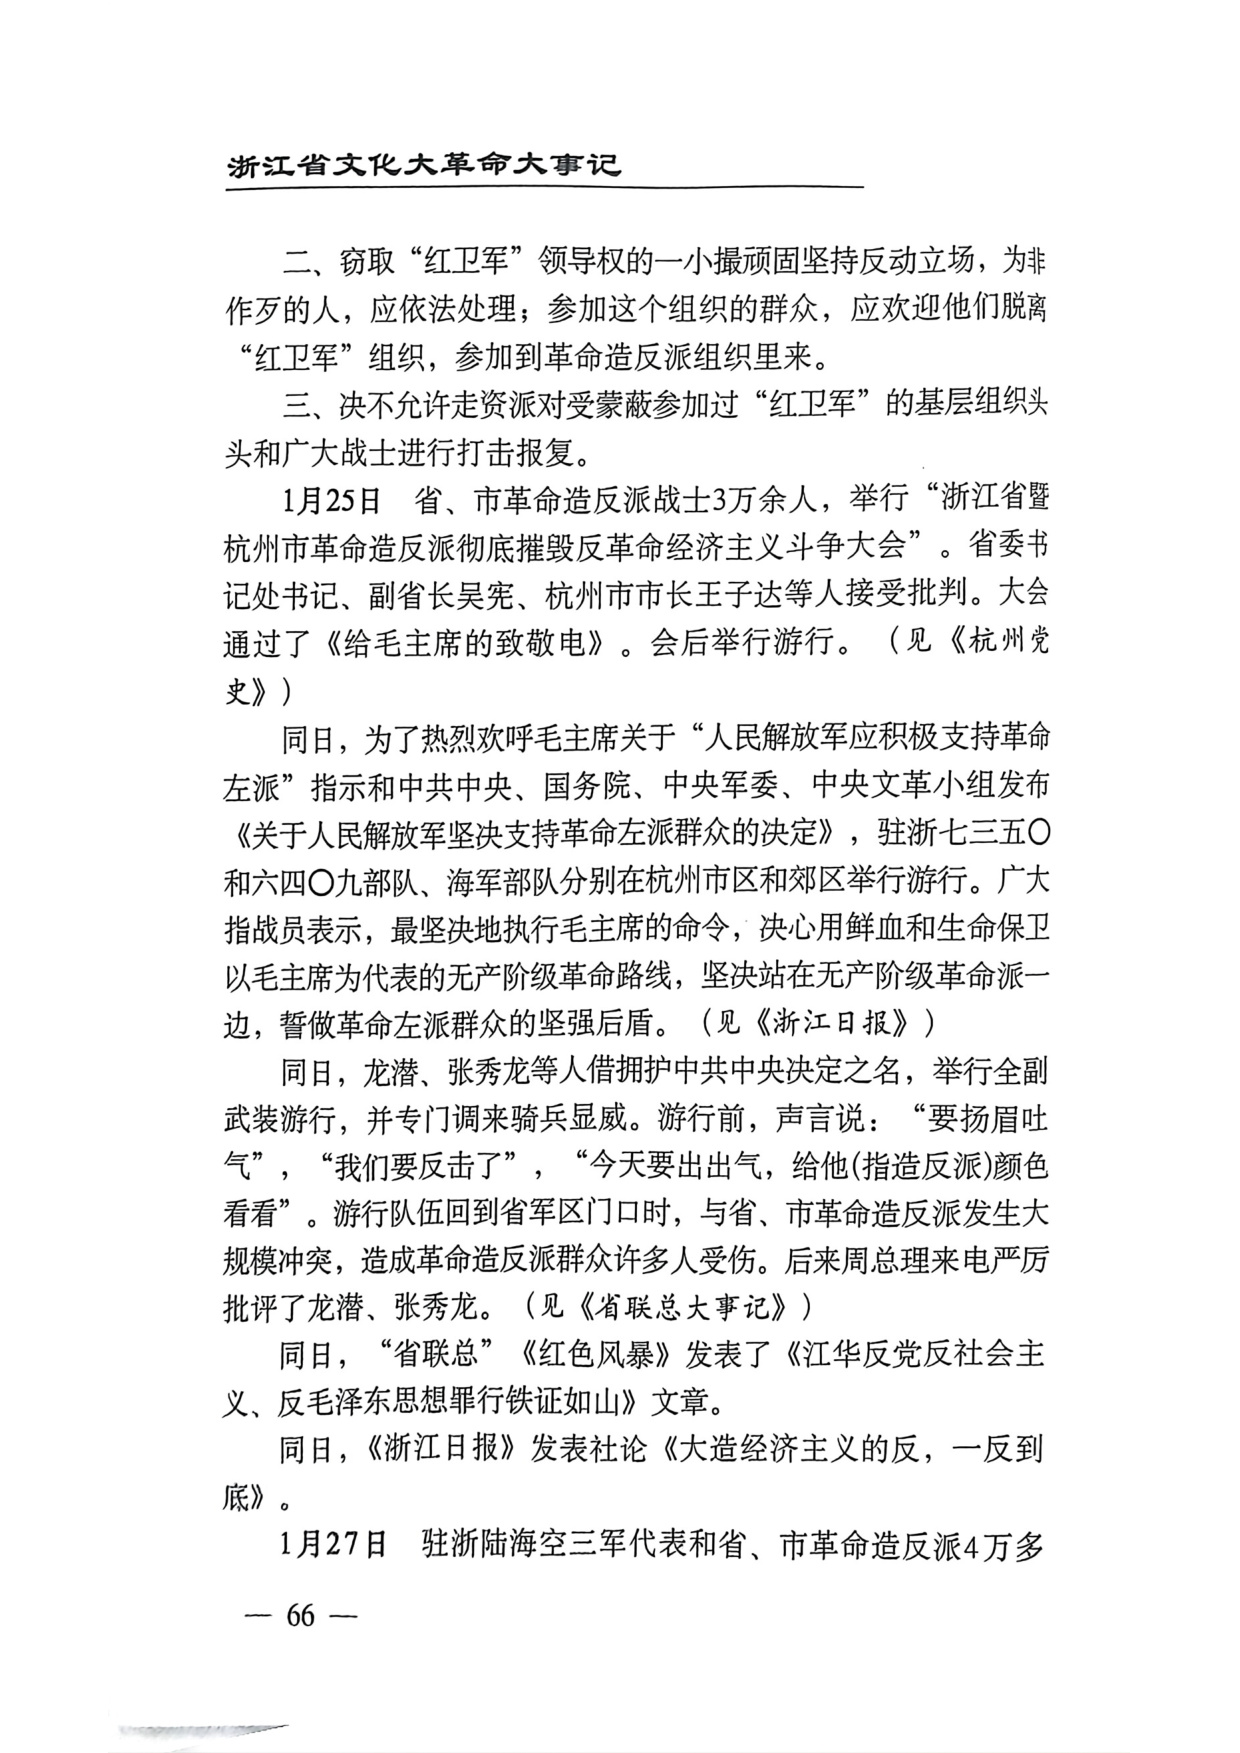 浙江省文化大革命大事记
二、窃取“红卫军”领导权的一小撮顽固坚持反动立场，为非
作歹的人，应依法处理；参加这个组织的群众，应欢迎他们脱离
“红卫军”组织，参加到革命造反派组织里来。
三、决不允许走资派对受蒙蔽参加过“红卫军”的基层组织头
头和广大战士进行打击报复。
1月25日　省、市革命造反派战士3万余人，举行“浙江省暨
杭州市革命造反派彻底摧毁反革命经济主义斗争大会”。省委书
记处书记、副省长吴宪、杭州市市长王子达等人接受批判。大会
通过了《给毛主席的致敬电》。会后举行游行。（见《杭州党
史》）
同日，为了热烈欢呼毛主席关于“人民解放军应积极支持革命
左派”指示和中共中央、国务院、中央军委、中央文革小组发布
《关于人民解放军坚决支持革命左派群众的决定》，驻浙七三五〇
和六四〇九部队、海军部队分别在杭州市区和郊区举行游行。广大
指战员表示，最坚决地执行毛主席的命令，决心用鲜血和生命保卫
以毛主席为代表的无产阶级革命路线，坚决站在无产阶级革命派一
边，誓做革命左派群众的坚强后盾。（见《浙江日报》）
同日，龙潜、张秀龙等人借拥护中共中央决定之名，举行全副
武装游行，并专门调来骑兵显威。游行前，声言说：“要扬眉吐
气”，“我们要反击了”，“今天要出出气，给他(指造反派)颜色
看看”。游行队伍回到省军区门口时，与省、市革命造反派发生大
规模冲突，造成革命造反派群众许多人受伤。后来周总理来电严厉
批评了龙潜、张秀龙。（见《省联总大事记》）
同日，“省联总”《红色风暴》发表了《江华反党反社会主
义、反毛泽东思想罪行铁证如山》文章。
同日，《浙江日报》发表社论《大造经济主义的反，一反到
底》。
1月27日　驻浙陆海空三军代表和省、市革命造反派4万多
— 66 —